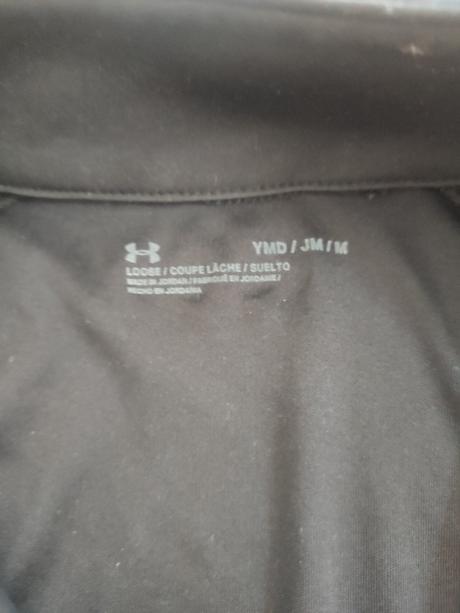 YMD / JM / M
LOOSE / COUPE LÂCHE / SUELTO
MADE IN JORDAN / FABRIQUÉ EN JORDANIE /
HECHO EN JORDANIA